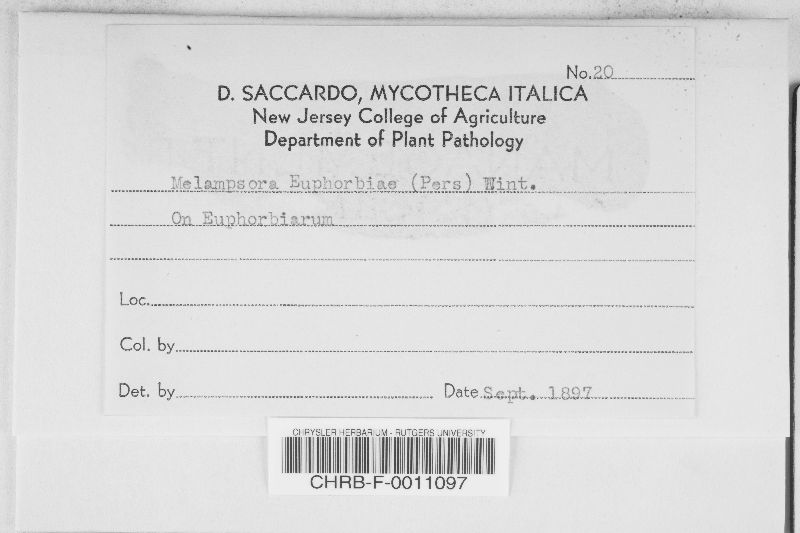 No. 20
D. SACCARDO, MYCOTHECA ITALICA
New Jersey College of Agriculture
Department of Plant Pathology
Melampsora Euphorbiae (Pers) Wint.
On Euphorbiarum
Loc.
Col. by
Det. by Date Sept. 1897
CHRYSLER HERBARIUM - RUTGERS UNIVERSITY
CHRB-F-0011097